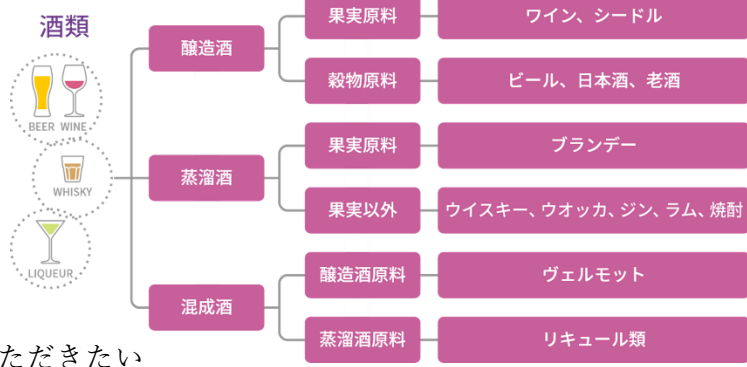 酒類
BEER WINE
WHISKY
LIQUEUR
醸造酒
果実原料
ワイン、シードル
穀物原料
ビール、日本酒、老酒
蒸溜酒
果実原料
ブランデー
果実以外
ウイスキー、ウオッカ、ジン、ラム、焼酎
混成酒
醸造酒原料
ヴェルモット
蒸溜酒原料
リキュール類
ただきたい